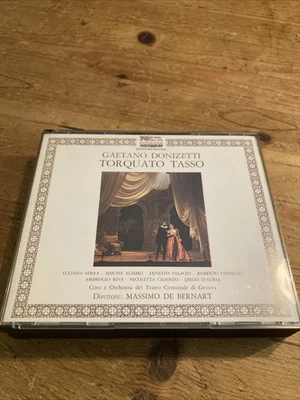 GAETANO DONIZETTI
TORQUATO TASSO
LUCIANA SERRA - SIMONE ALAIMO - ERNESTO PALACIO - ROBERTO COVIELLO
AMBROGIO RIVA - NICOLETTA CILIENTO - DIEGO D'AURIA
Coro e Orchestra del Teatro Comunale di Genova
Direttore: MASSIMO DE BERNART